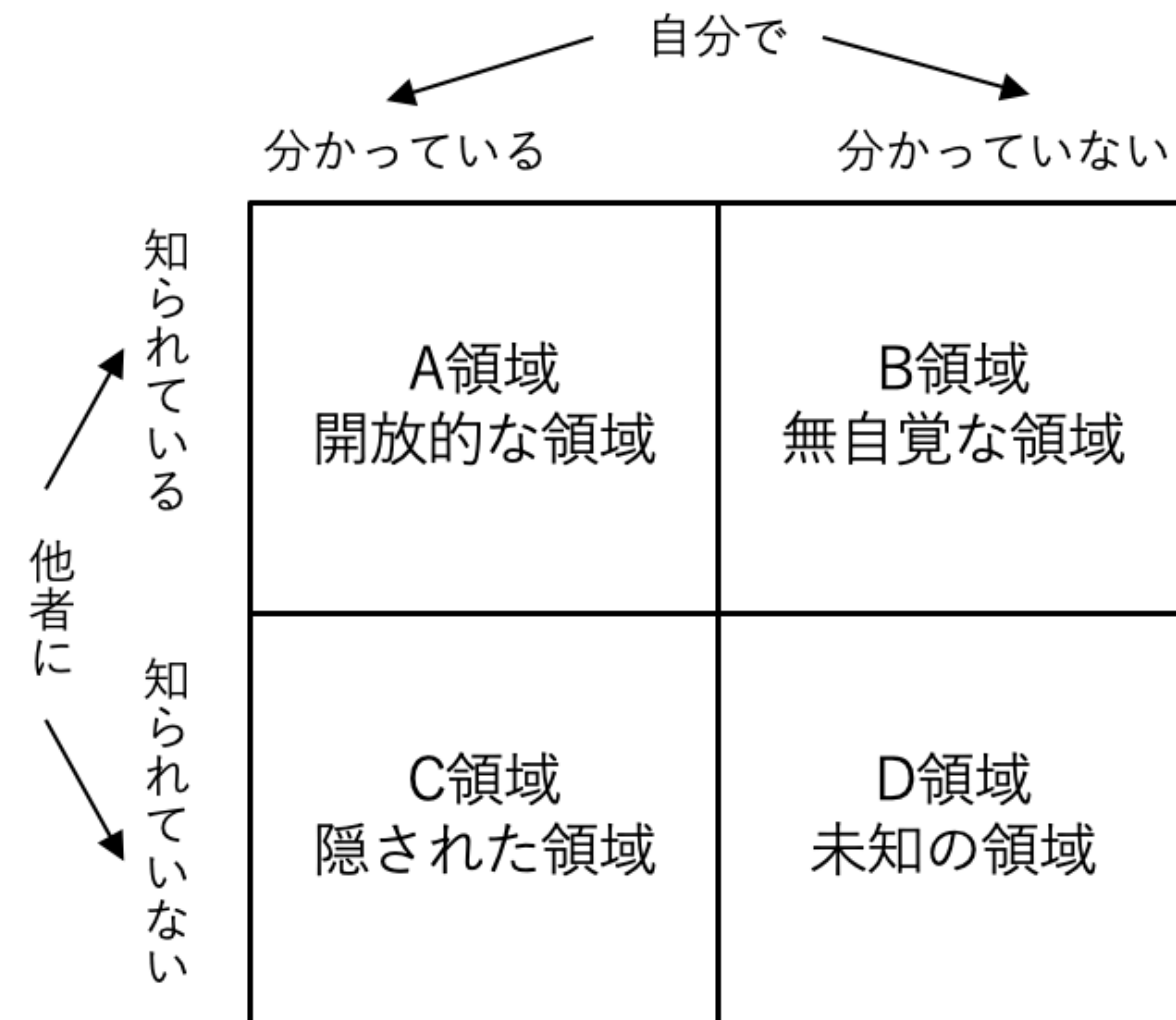 自分で
分かっている
分かっていない
知られている
他者に
知られていない
A領域
開放的な領域
B領域
無自覚な領域
C領域
隠された領域
D領域
未知の領域